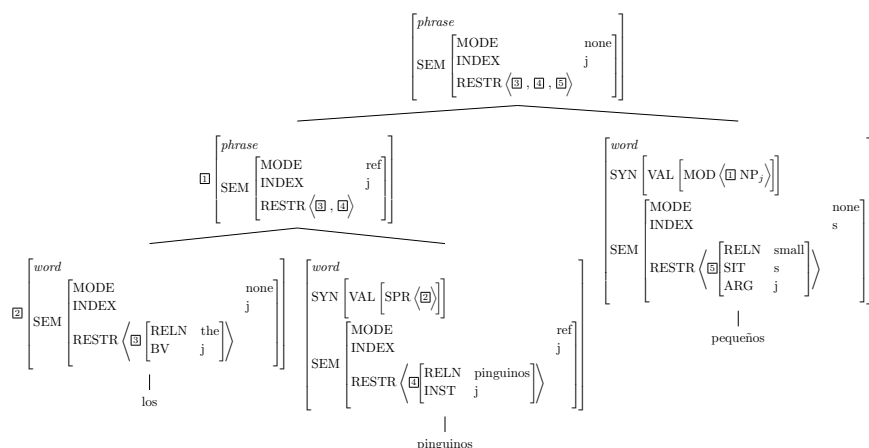 phrase
SEM MODE none
INDEX j
RESTR ⟨ 3 , 4 , 5 ⟩
1 phrase
SEM MODE ref
INDEX j
RESTR ⟨ 3 , 4 ⟩
word
SYN [VAL [MOD ⟨ 1 NPj ⟩]]
SEM MODE none
INDEX s
RESTR ⟨ 5 RELN small
SIT s
ARG j ⟩
pequeños
2 word
SEM MODE none
INDEX j
RESTR ⟨ 3 RELN the
BV j ⟩
los
word
SYN [VAL [SPR ⟨ 2 ⟩]]
SEM MODE ref
INDEX j
RESTR ⟨ 4 RELN pinguinos
INST j ⟩
pinguinos